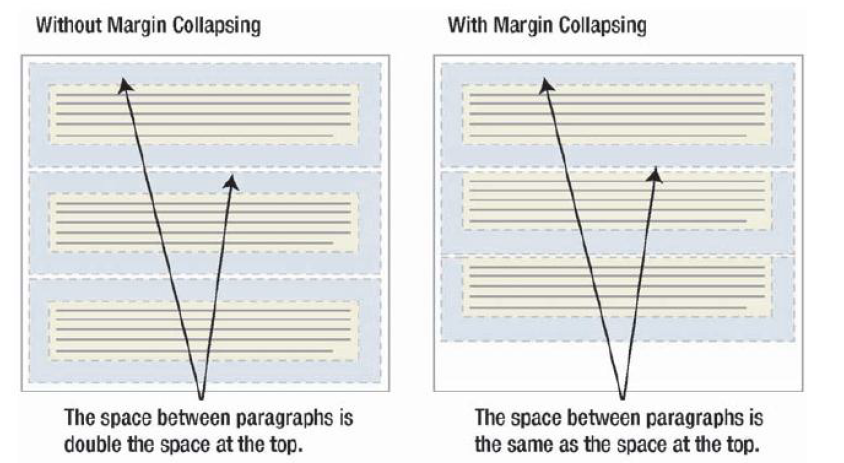 Without Margin Collapsing
With Margin Collapsing
The space between paragraphs is
double the space at the top.
The space between paragraphs is
the same as the space at the top.